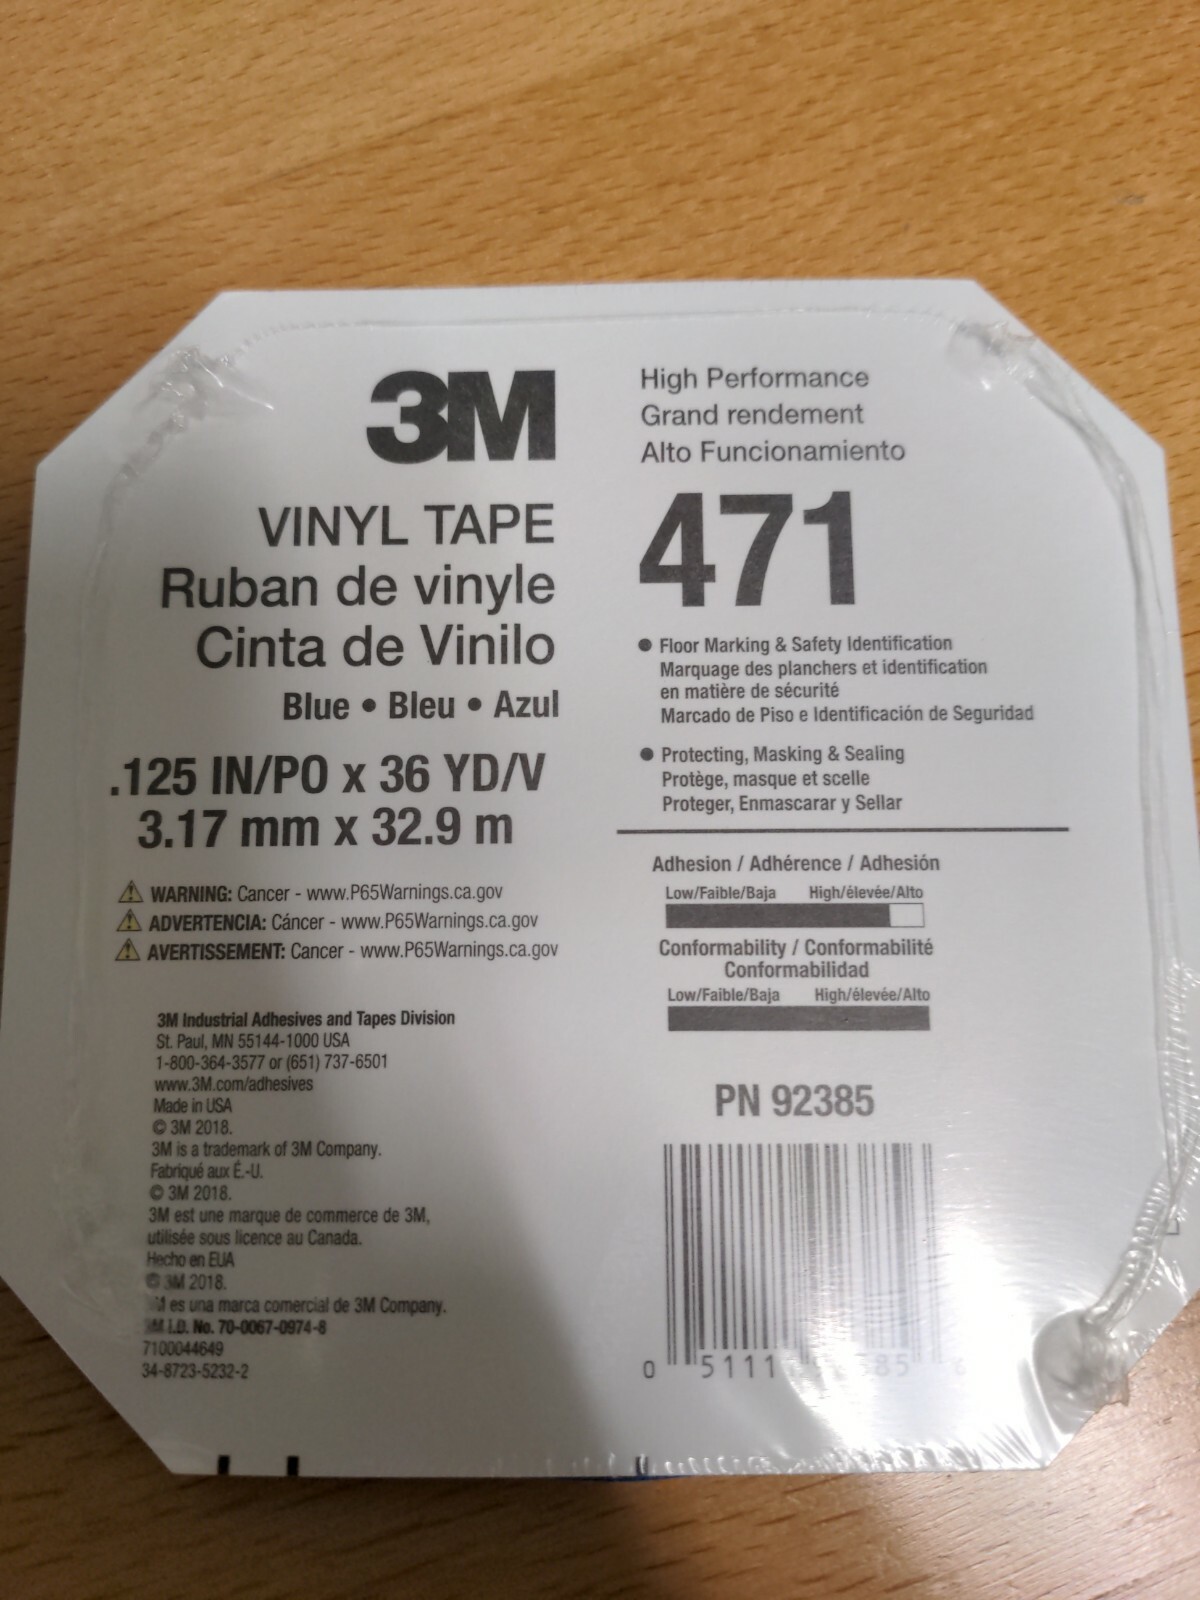 3M
VINYL TAPE
Ruban de vinyle
Cinta de Vinilo
Blue • Bleu • Azul
.125 IN/PO x 36 YD/V
3.17 mm x 32.9 m
WARNING: Cancer - www.P65Warnings.ca.gov
ADVERTENCIA: Cáncer - www.P65Warnings.ca.gov
AVERTISSEMENT: Cancer - www.P65Warnings.ca.gov
3M Industrial Adhesives and Tapes Division
St. Paul, MN 55144-1000 USA
1-800-364-3577 or (651) 737-6501
www.3M.com/adhesives
Made in USA
© 3M 2018.
3M is a trademark of 3M Company.
Fabriqué aux É.-U.
© 3M 2018.
3M est une marque de commerce de 3M,
utilisée sous licence au Canada.
Hecho en EUA
© 3M 2018.
3M es una marca comercial de 3M Company.
3M I.D. No. 70-0067-0974-8
7100044649
34-8723-5232-2
High Performance
Grand rendement
Alto Funcionamiento
471
• Floor Marking & Safety Identification
Marquage des planchers et identification
en matière de sécurité
Marcado de Piso e Identificación de Seguridad
• Protecting, Masking & Sealing
Protège, masque et scelle
Proteger, Enmascarar y Sellar
Adhesion / Adhérence / Adhesión
Low/Faible/Baja High/élevée/Alto
Conformability / Conformabilité
Conformabilidad
Low/Faible/Baja High/élevée/Alto
PN 92385
0